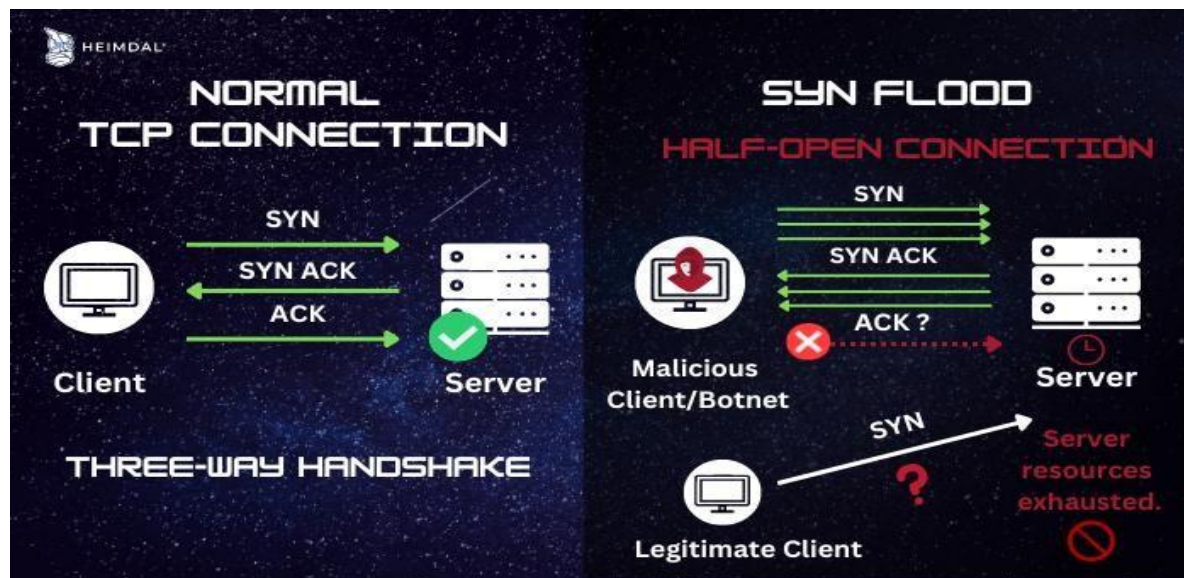 HEIMDAL®
NORMAL
TCP CONNECTION
SYN
SYN ACK
ACK
Client
Server
THREE-WAY HANDSHAKE
SYN FLOOD
HALF-OPEN CONNECTION
SYN
SYN ACK
ACK ?
Malicious
Client/Botnet
Server
SYN
?
Legitimate Client
Server
resources
exhausted.